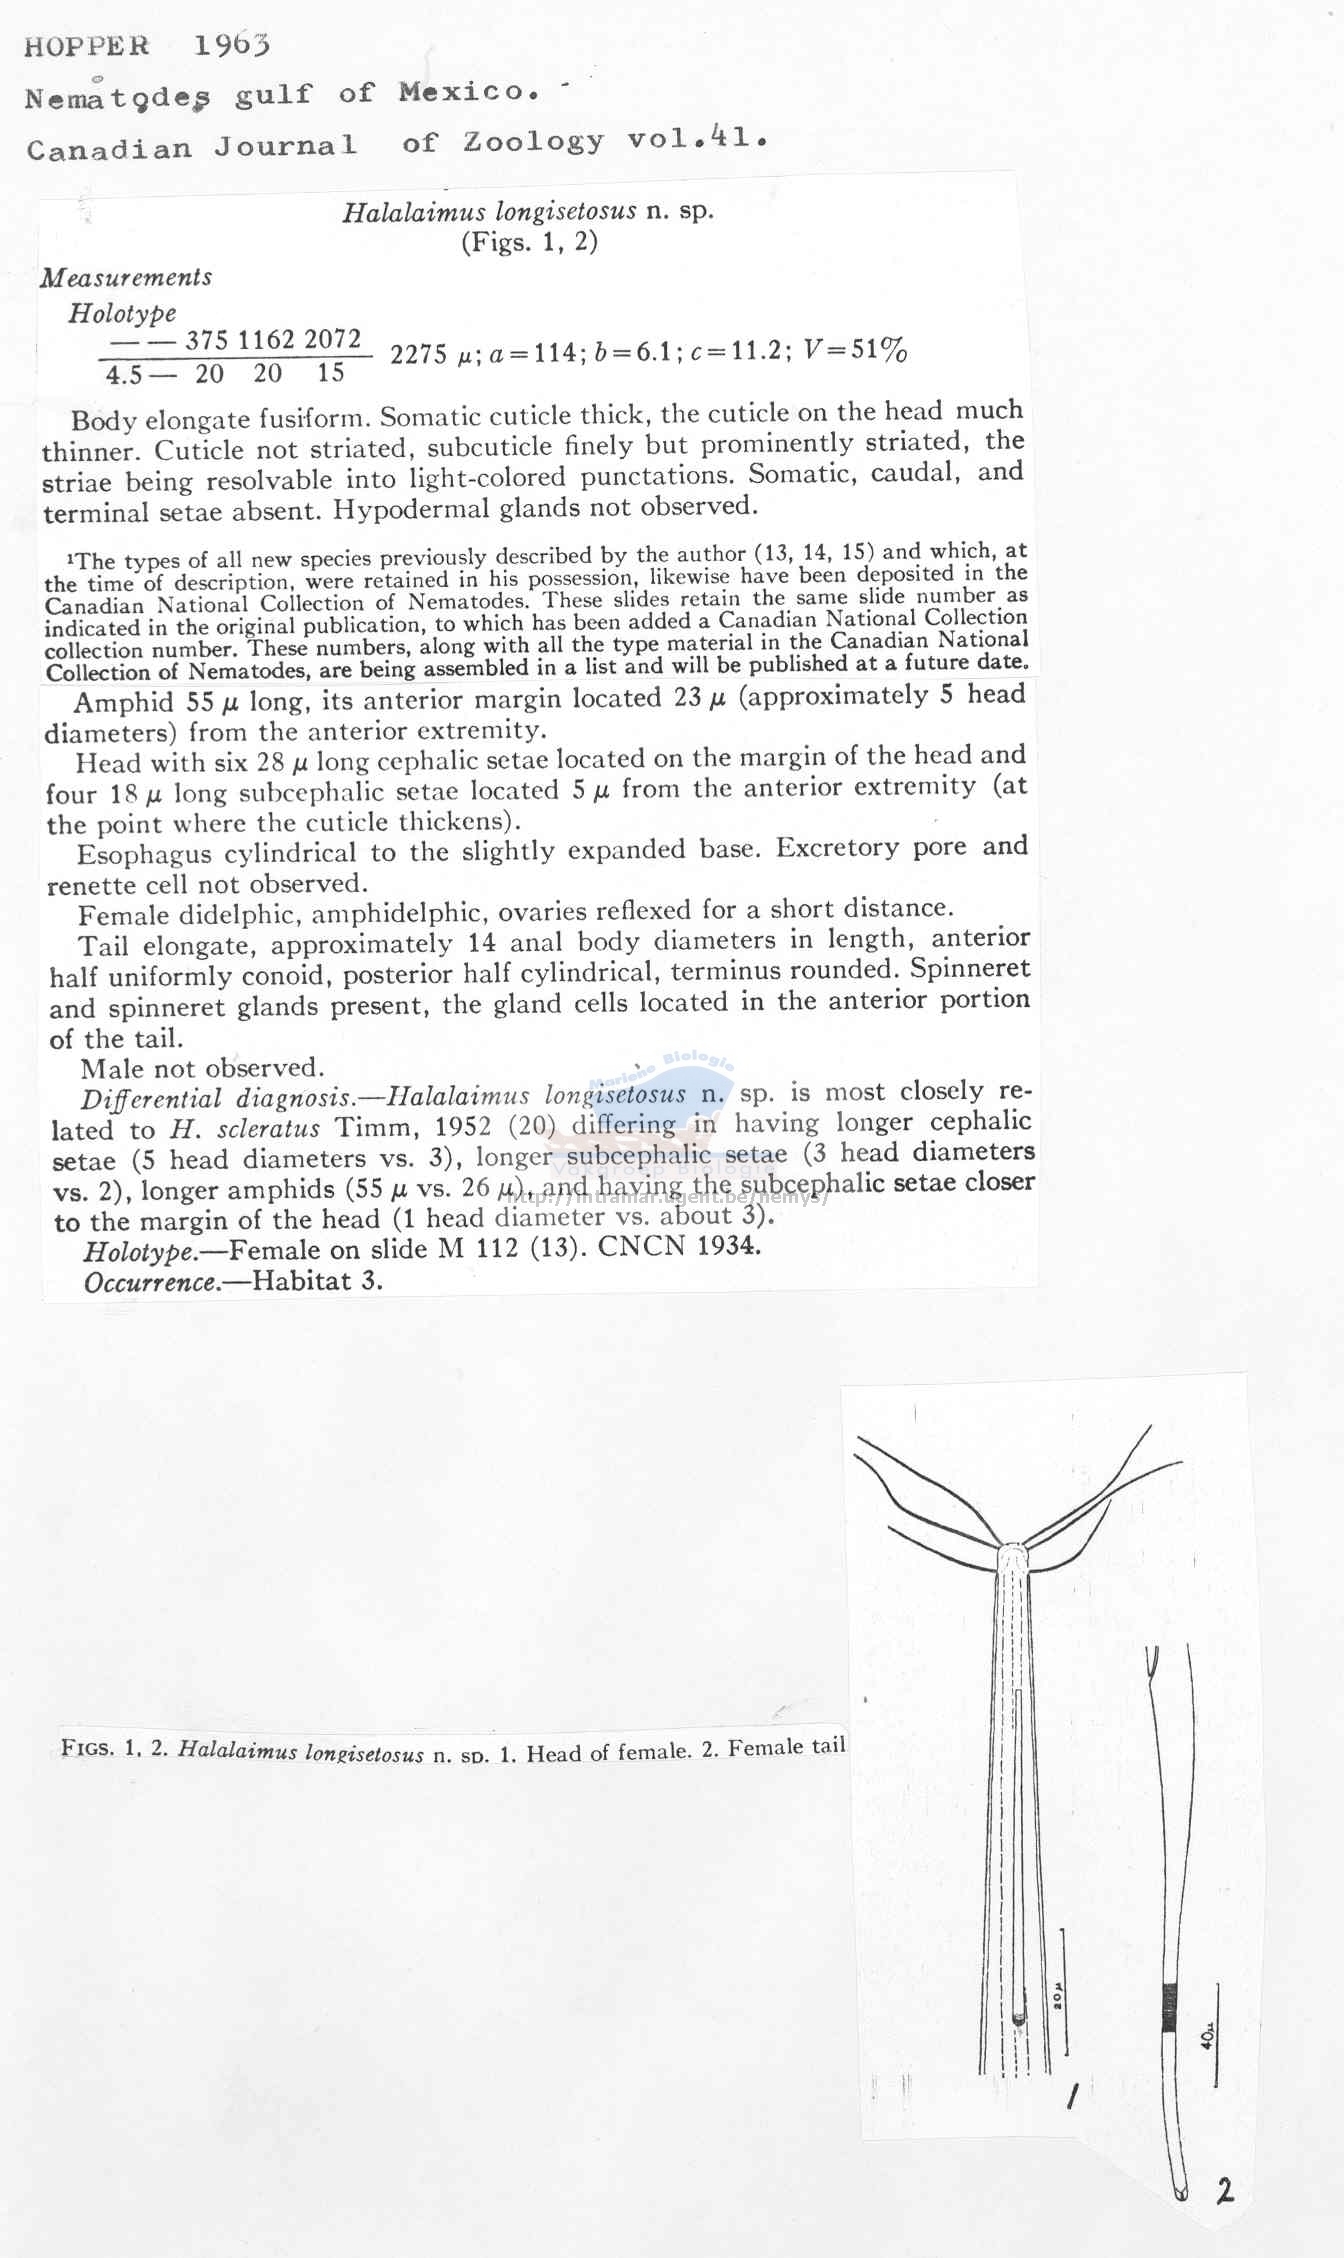 HOPPER 1963
Nematodes gulf of Mexico. -
Canadian Journal of Zoology vol.41.
Halalaimus longisetosus n. sp.
(Figs. 1, 2)
Measurements
Holotype
— — 375 1162 2072
4.5 — 20 20 15
2275 μ; a = 114; b = 6.1; c = 11.2; V = 51%
Body elongate fusiform. Somatic cuticle thick, the cuticle on the head much
thinner. Cuticle not striated, subcuticle finely but prominently striated, the
striae being resolvable into light-colored punctations. Somatic, caudal, and
terminal setae absent. Hypodermal glands not observed.
¹The types of all new species previously described by the author (13, 14, 15) and which, at
the time of description, were retained in his possession, likewise have been deposited in the
Canadian National Collection of Nematodes. These slides retain the same slide number as
indicated in the original publication, to which has been added a Canadian National Collection
collection number. These numbers, along with all the type material in the Canadian National
Collection of Nematodes, are being assembled in a list and will be published at a future date.
Amphid 55 μ long, its anterior margin located 23 μ (approximately 5 head
diameters) from the anterior extremity.
Head with six 28 μ long cephalic setae located on the margin of the head and
four 18 μ long subcephalic setae located 5 μ from the anterior extremity (at
the point where the cuticle thickens).
Esophagus cylindrical to the slightly expanded base. Excretory pore and
renette cell not observed.
Female didelphic, amphidelphic, ovaries reflexed for a short distance.
Tail elongate, approximately 14 anal body diameters in length, anterior
half uniformly conoid, posterior half cylindrical, terminus rounded. Spinneret
and spinneret glands present, the gland cells located in the anterior portion
of the tail.
Male not observed.
Differential diagnosis.—Halalaimus longisetosus n. sp. is most closely re-
lated to H. scleratus Timm, 1952 (20) differing in having longer cephalic
setae (5 head diameters vs. 3), longer subcephalic setae (3 head diameters
vs. 2), longer amphids (55 μ vs. 26 μ), and having the subcephalic setae closer
to the margin of the head (1 head diameter vs. about 3).
Holotype.—Female on slide M 112 (13). CNCN 1934.
Occurrence.—Habitat 3.
Mariene Biologie
Vakgroep Biologie
http://intramar.ugent.be/nemys/
FIGS. 1, 2. Halalaimus longisetosus n. sp. 1. Head of female. 2. Female tail
20 μ
40μ
1
2